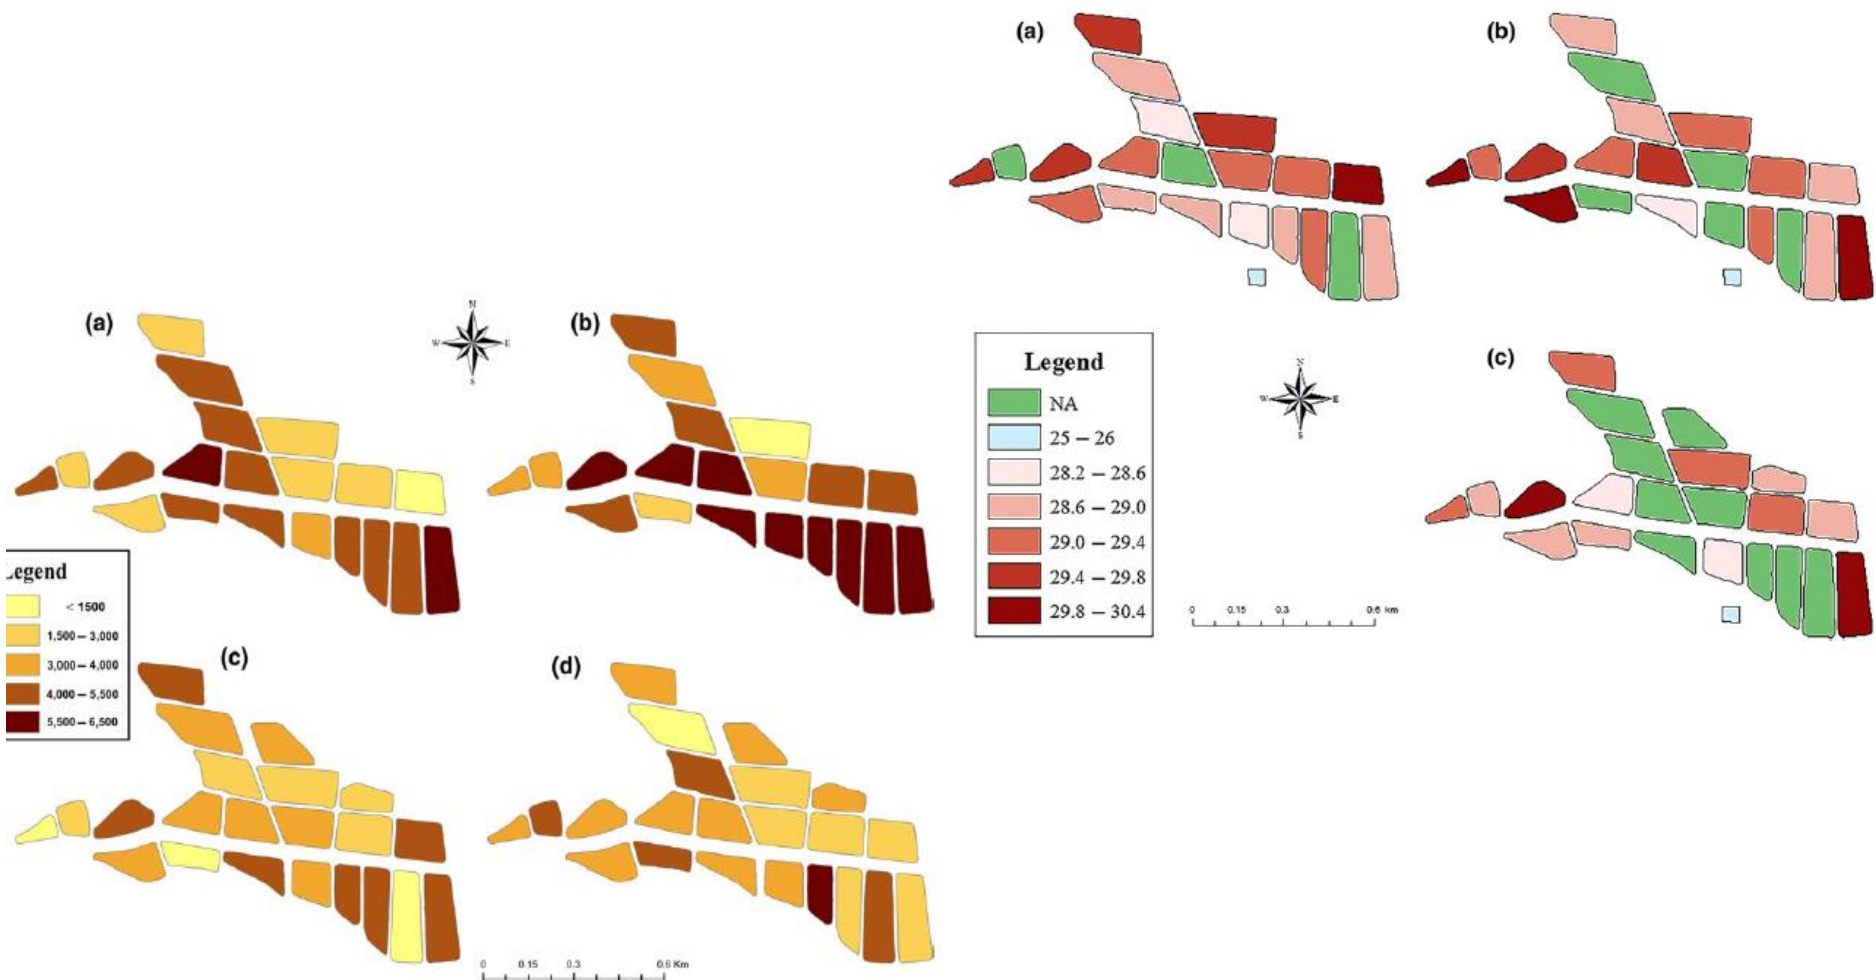 (a)
(b)
N
W E
S
Legend
< 1500
1,500 – 3,000
3,000 – 4,000
4,000 – 5,500
5,500 – 6,500
(c)
(d)
0 0.15 0.3 0.6 Km
(a)
(b)
Legend
NA
25 – 26
28.2 – 28.6
28.6 – 29.0
29.0 – 29.4
29.4 – 29.8
29.8 – 30.4
N
W E
S
(c)
0 0.15 0.3 0.6 km